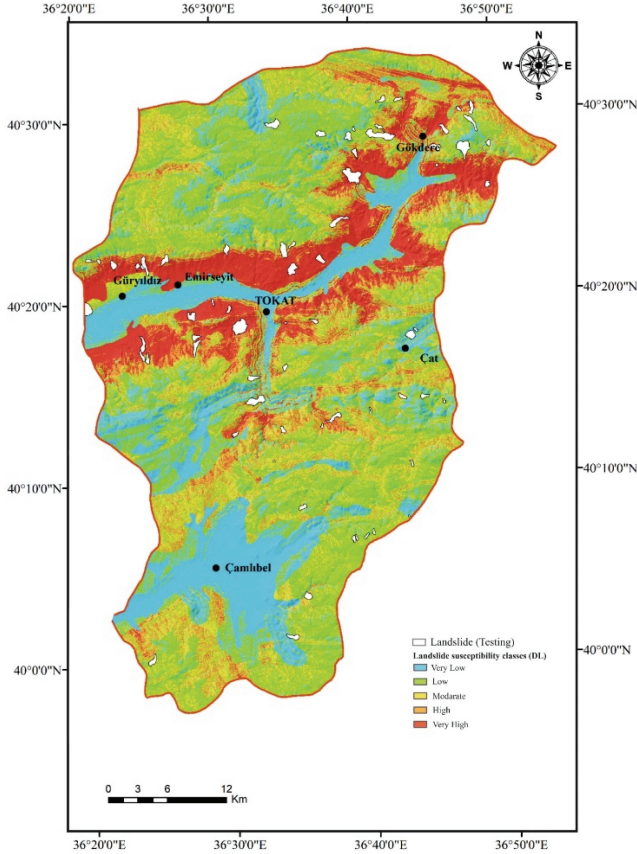 36°20'0"E 36°30'0"E 36°40'0"E 36°50'0"E
N
W E
S
40°30'0"N 40°30'0"N
Gökdere
Güryıldız Emirseyit
40°20'0"N 40°20'0"N
TOKAT
Çat
40°10'0"N 40°10'0"N
Çamlıbel
Landslide (Testing)
Landslide susceptibility classes (DL)
Very Low
Low
Medarate
High
Very High
40°0'0"N 40°0'0"N
0 3 6 12
Km
36°20'0"E 36°30'0"E 36°40'0"E 36°50'0"E